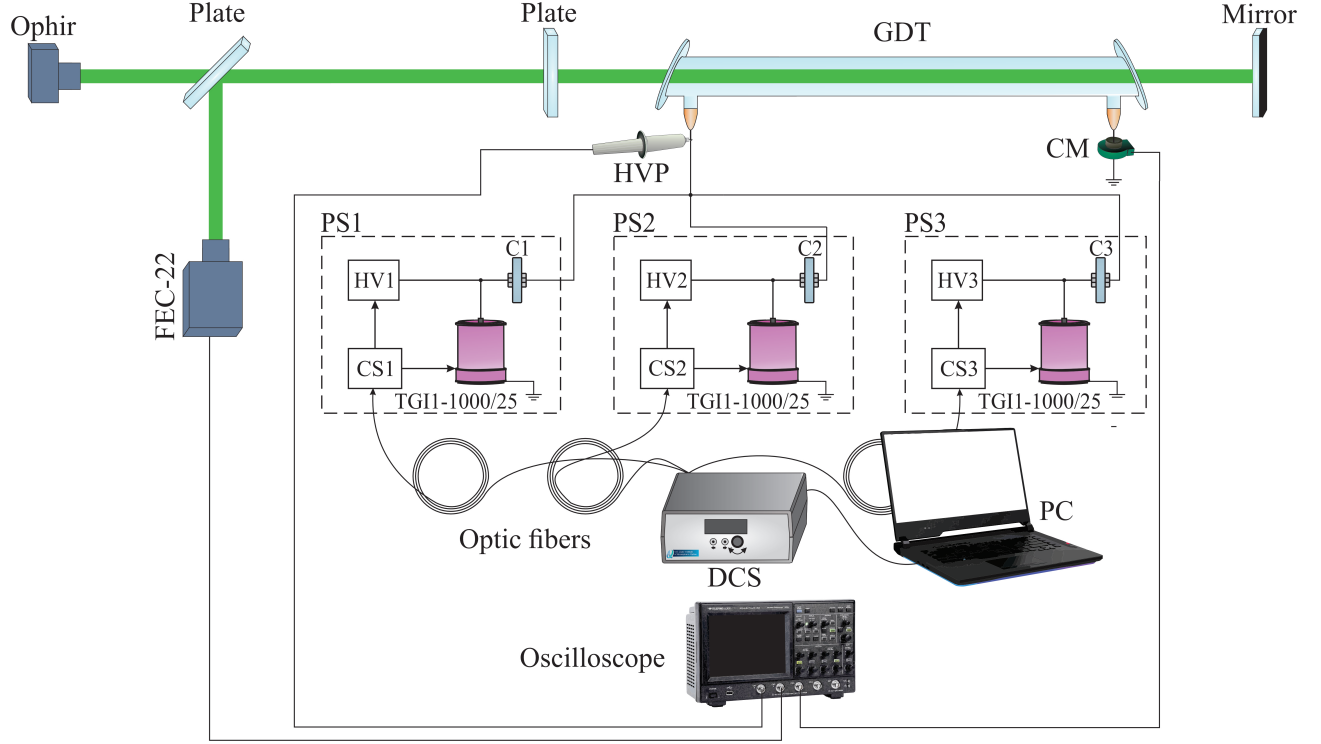 Ophir
Plate
Plate
GDT
Mirror
HVP
CM
PS1
PS2
PS3
C1
C2
C3
HV1
HV2
HV3
FEC-22
CS1
CS2
CS3
TGI1-1000/25
TGI1-1000/25
TGI1-1000/25
Optic fibers
PC
DCS
Oscilloscope